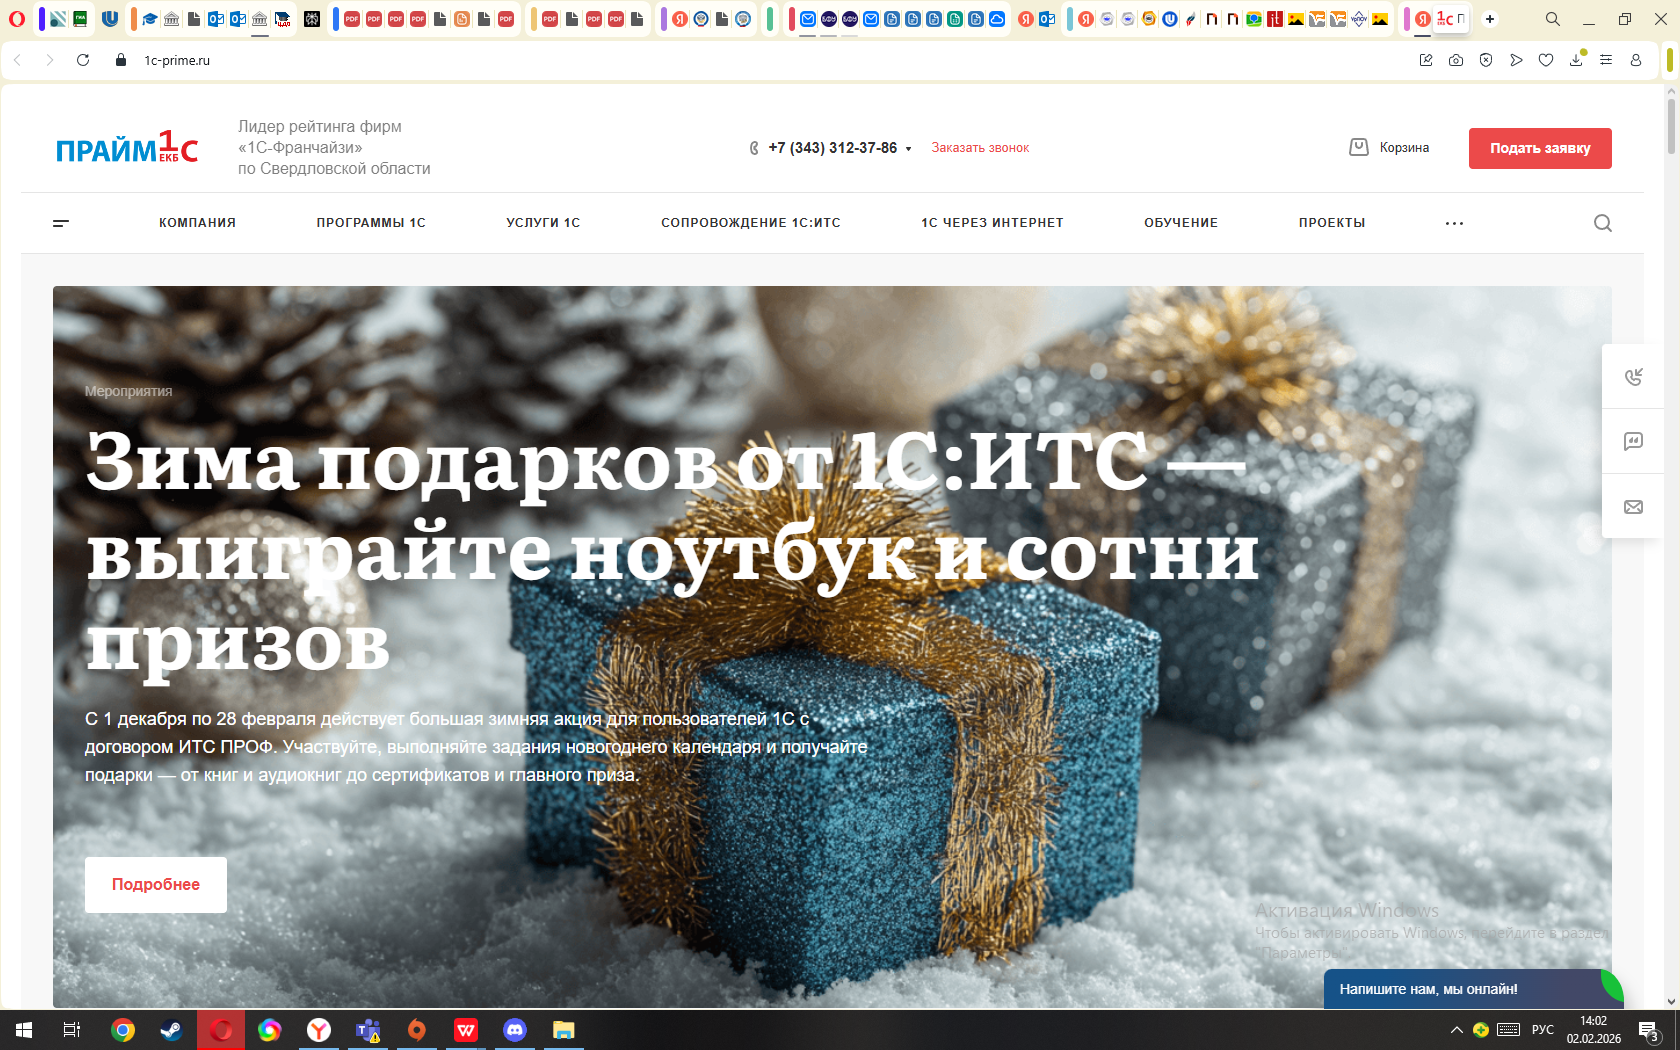 1c-prime.ru
ПРАЙМ 1С ЕКБ
Лидер рейтинга фирм
«1С-Франчайзи»
по Свердловской области
+7 (343) 312-37-86
Заказать звонок
Корзина
Подать заявку
КОМПАНИЯ
ПРОГРАММЫ 1С
УСЛУГИ 1С
СОПРОВОЖДЕНИЕ 1С:ИТС
1С ЧЕРЕЗ ИНТЕРНЕТ
ОБУЧЕНИЕ
ПРОЕКТЫ
Мероприятия
Зима подарков от 1С:ИТС —
выиграйте ноутбук и сотни
призов
С 1 декабря по 28 февраля действует большая зимняя акция для пользователей 1С с
договором ИТС ПРОФ. Участвуйте, выполняйте задания новогоднего календаря и получайте
подарки — от книг и аудиокниг до сертификатов и главного приза.
Подробнее
Активация Windows
Чтобы активировать Windows, перейдите в раздел
"Параметры".
Напишите нам, мы онлайн!
РУС
14:02
02.02.2026
3